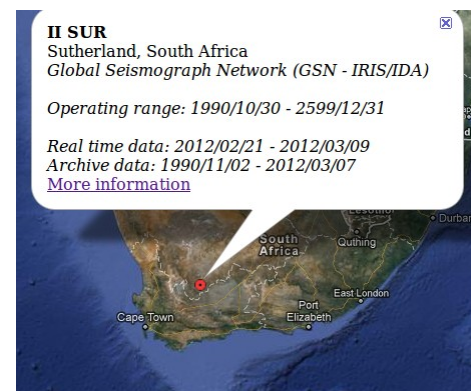 II SUR
Sutherland, South Africa
Global Seismograph Network (GSN - IRIS/IDA)
Operating range: 1990/10/30 - 2599/12/31
Real time data: 2012/02/21 - 2012/03/09
Archive data: 1990/11/02 - 2012/03/07
More information
Lesotho
Durban
South
Africa
Quthing
East London
Port
Elizabeth
Cape Town